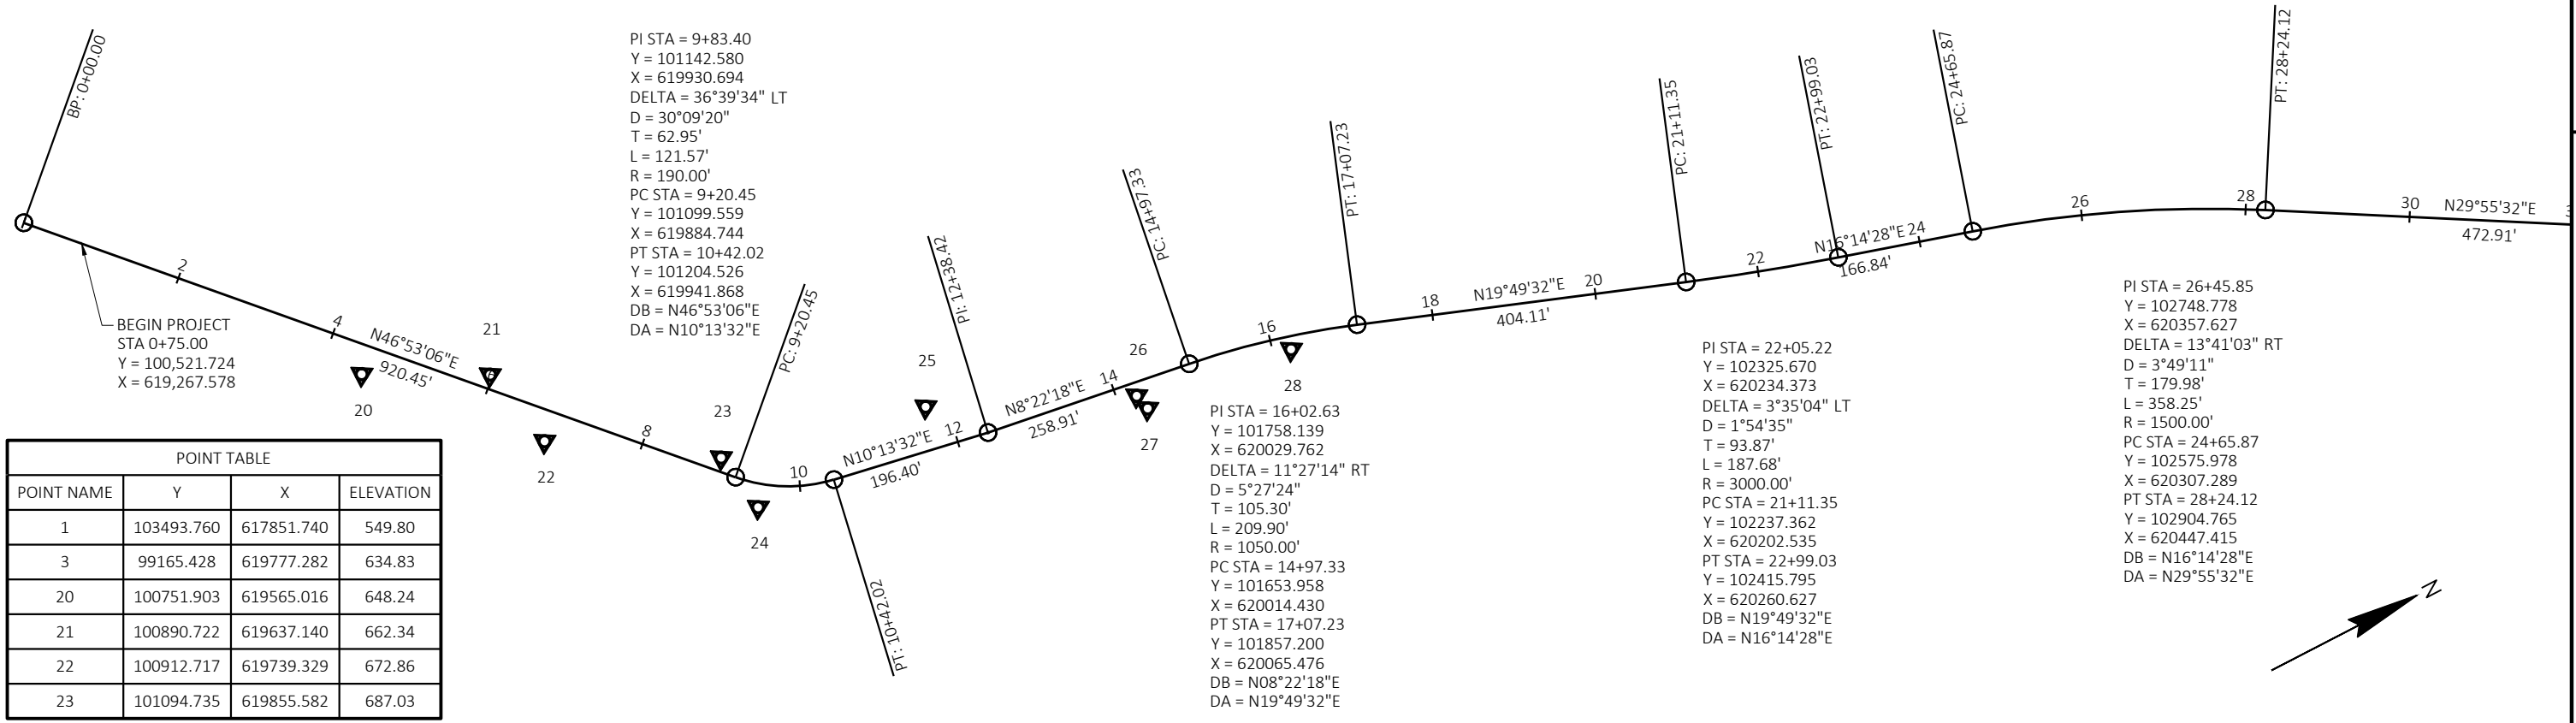 BP: 0+00.00
BEGIN PROJECT
STA 0+75.00
Y = 100,521.724
X = 619,267.578
2
4
N46°53'06"E
920.45'
20
21
22
8
23
24
PI STA = 9+83.40
Y = 101142.580
X = 619930.694
DELTA = 36°39'34" LT
D = 30°09'20"
T = 62.95'
L = 121.57'
R = 190.00'
PC STA = 9+20.45
Y = 101099.559
X = 619884.744
PT STA = 10+42.02
Y = 101204.526
X = 619941.868
DB = N46°53'06"E
DA = N10°13'32"E
PC: 9+20.45
10
PT: 10+42.02
N10°13'32"E
196.40'
12
25
PI: 12+38.42
N8°22'18"E
258.91'
14
26
27
PC: 14+97.33
16
28
PI STA = 16+02.63
Y = 101758.139
X = 620029.762
DELTA = 11°27'14" RT
D = 5°27'24"
T = 105.30'
L = 209.90'
R = 1050.00'
PC STA = 14+97.33
Y = 101653.958
X = 620014.430
PT STA = 17+07.23
Y = 101857.200
X = 620065.476
DB = N08°22'18"E
DA = N19°49'32"E
PT: 17+07.23
18
N19°49'32"E
404.11'
20
PC: 21+11.35
22
PT: 22+99.03
N16°14'28"E
166.84'
24
PI STA = 22+05.22
Y = 102325.670
X = 620234.373
DELTA = 3°35'04" LT
D = 1°54'35"
T = 93.87'
L = 187.68'
R = 3000.00'
PC STA = 21+11.35
Y = 102237.362
X = 620202.535
PT STA = 22+99.03
Y = 102415.795
X = 620260.627
DB = N19°49'32"E
DA = N16°14'28"E
PC: 24+65.87
26
28
PT: 28+24.12
30
N29°55'32"E
472.91'
PI STA = 26+45.85
Y = 102748.778
X = 620357.627
DELTA = 13°41'03" RT
D = 3°49'11"
T = 179.98'
L = 358.25'
R = 1500.00'
PC STA = 24+65.87
Y = 102575.978
X = 620307.289
PT STA = 28+24.12
Y = 102904.765
X = 620447.415
DB = N16°14'28"E
DA = N29°55'32"E
N
POINT TABLE
POINT NAME Y X ELEVATION
1 103493.760 617851.740 549.80
3 99165.428 619777.282 634.83
20 100751.903 619565.016 648.24
21 100890.722 619637.140 662.34
22 100912.717 619739.329 672.86
23 101094.735 619855.582 687.03